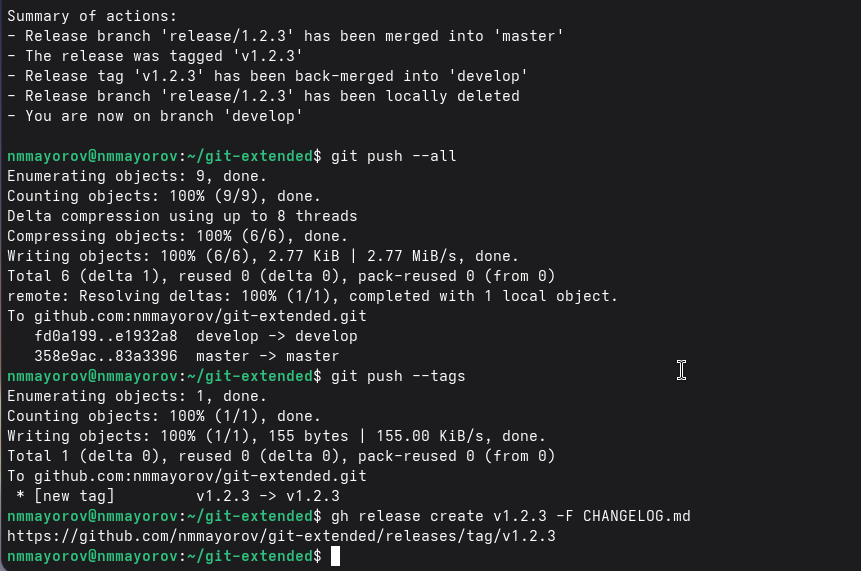 Summary of actions:
- Release branch 'release/1.2.3' has been merged into 'master'
- The release was tagged 'v1.2.3'
- Release tag 'v1.2.3' has been back-merged into 'develop'
- Release branch 'release/1.2.3' has been locally deleted
- You are now on branch 'develop'

nmmayorov@nmmayorov:~/git-extended$ git push --all
Enumerating objects: 9, done.
Counting objects: 100% (9/9), done.
Delta compression using up to 8 threads
Compressing objects: 100% (6/6), done.
Writing objects: 100% (6/6), 2.77 KiB | 2.77 MiB/s, done.
Total 6 (delta 1), reused 0 (delta 0), pack-reused 0 (from 0)
remote: Resolving deltas: 100% (1/1), completed with 1 local object.
To github.com:nmmayorov/git-extended.git
   fd0a199..e1932a8  develop -> develop
   358e9ac..83a3396  master -> master
nmmayorov@nmmayorov:~/git-extended$ git push --tags
Enumerating objects: 1, done.
Counting objects: 100% (1/1), done.
Writing objects: 100% (1/1), 155 bytes | 155.00 KiB/s, done.
Total 1 (delta 0), reused 0 (delta 0), pack-reused 0 (from 0)
To github.com:nmmayorov/git-extended.git
 * [new tag]         v1.2.3 -> v1.2.3
nmmayorov@nmmayorov:~/git-extended$ gh release create v1.2.3 -F CHANGELOG.md
https://github.com/nmmayorov/git-extended/releases/tag/v1.2.3
nmmayorov@nmmayorov:~/git-extended$